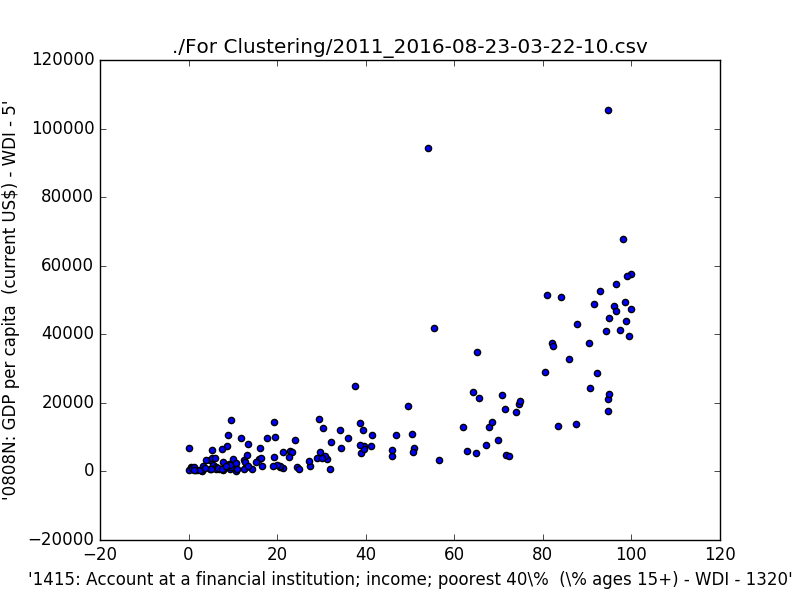 ./For Clustering/2011_2016-08-23-03-22-10.csv
120000
100000
80000
60000
40000
20000
0
−20000
'0808N: GDP per capita  (current US$) - WDI - 5'
−20 0 20 40 60 80 100 120
'1415: Account at a financial institution; income; poorest 40\%  (\% ages 15+) - WDI - 1320'